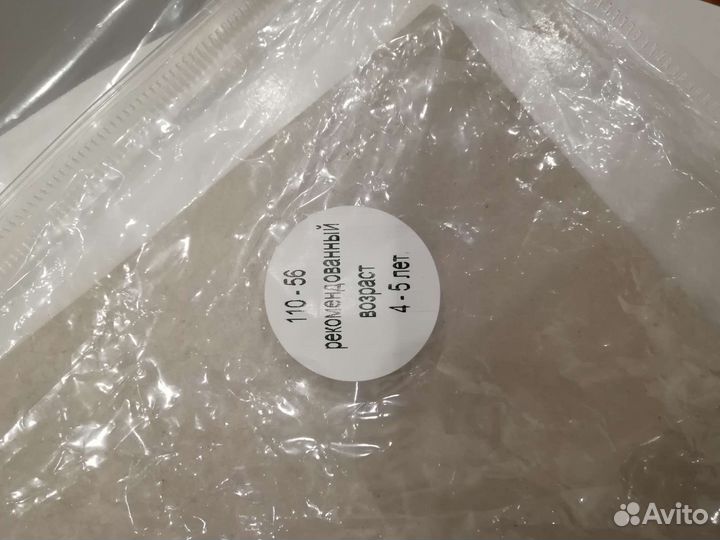 110 - 56
рекомендованный
возраст
4 - 5 лет.
Avito